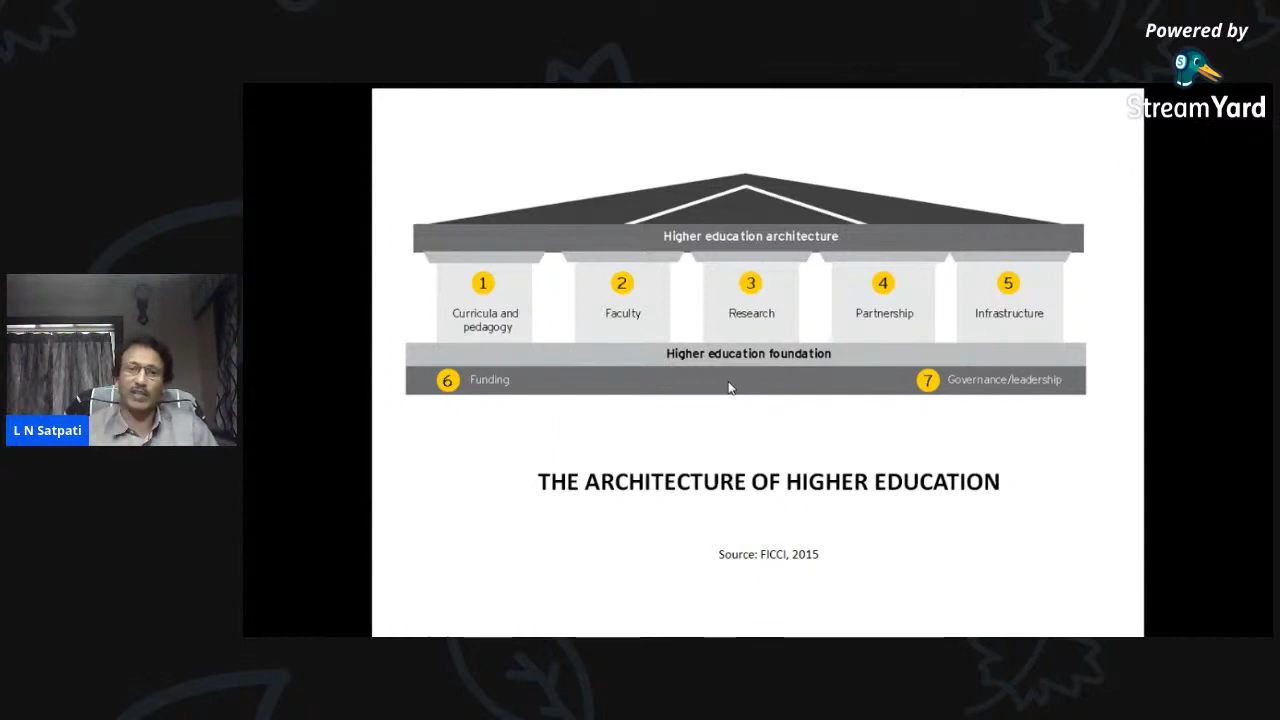 Powered by
StreamYard
Higher education architecture
1
2
3
4
5
Curricula and
pedagogy
Faculty
Research
Partnership
Infrastructure
Higher education foundation
6 Funding
7 Governance/leadership
L N Satpati
THE ARCHITECTURE OF HIGHER EDUCATION
Source: FICCI, 2015